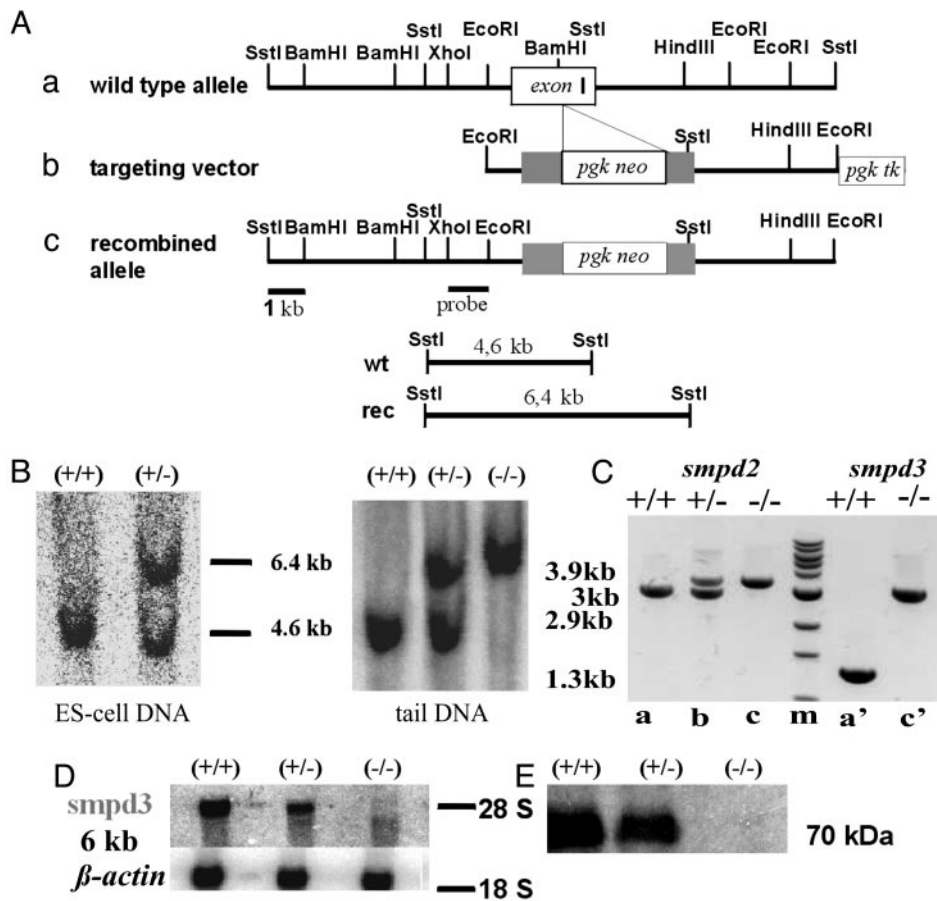 A
SstI BamHI BamHI SstI XhoI EcoRI BamHI SstI HindIII EcoRI EcoRI SstI
a wild type allele exon I
EcoRI SstI HindIII EcoRI
b targeting vector pgk neo pgk tk
SstI BamHI BamHI SstI XhoI EcoRI SstI HindIII EcoRI
c recombined allele pgk neo
1 kb probe
SstI 4,6 kb SstI
wt
SstI 6,4 kb SstI
rec
B (+/+) (+/-) (+/+) (+/-) (-/-)
6.4 kb
4.6 kb
ES-cell DNA tail DNA
C smpd2 smpd3
+/+ +/- -/- +/+ -/-
3.9kb
3kb
2.9kb
1.3kb
a b c m a’ c’
D (+/+) (+/-) (-/-)
smpd3 28 S
6 kb
ß-actin 18 S
E (+/+) (+/-) (-/-)
70 kDa